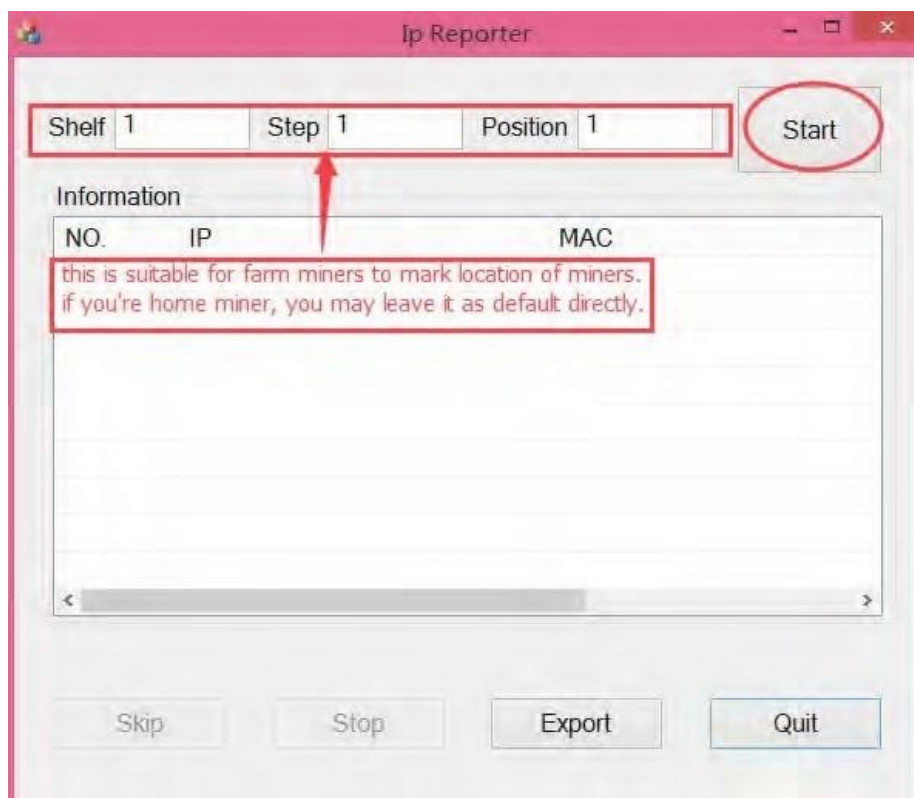 Ip Reporter
Shelf 1 Step 1 Position 1 Start
Information
NO. IP MAC
this is suitable for farm miners to mark location of miners.
if you're home miner, you may leave it as default directly.
Skip Stop Export Quit